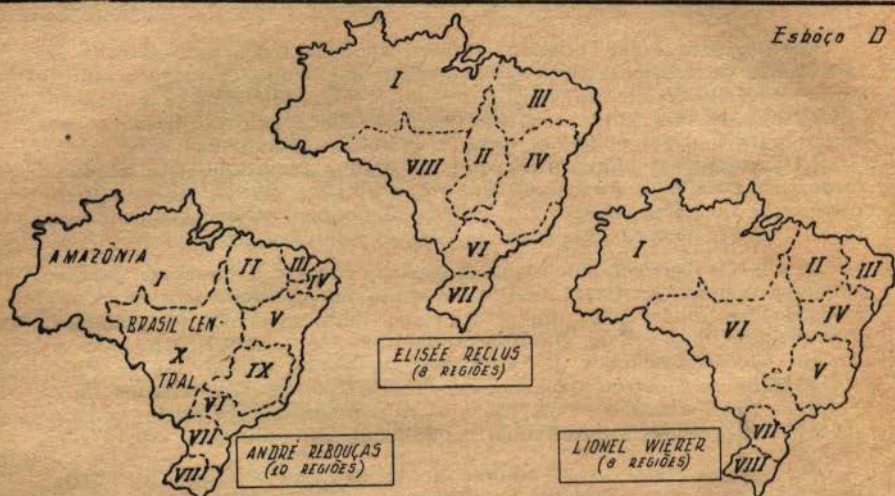 Esbôço D
I
III
II
VIII
IV
VI
VII
ELISÉE RECLUS
(8 REGIÕES)
AMAZÔNIA
I
II
III
IV
BRASIL CEN-
V
X
IX
TRAL
VI
VII
VIII
ANDRÉ REBOUÇAS
(10 REGIÕES)
I
II
III
VI
IV
V
VII
VIII
LIONEL WIERER
(8 REGIÕES)